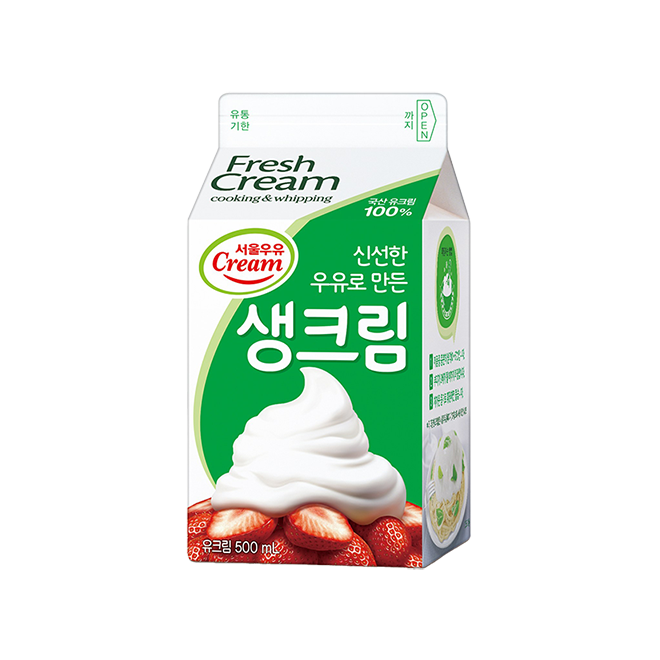 유통
기한
까지
OPEN
Fresh
Cream
cooking & whipping
국산 유크림
100%
서울우유
Cream
신선한
우유로 만든
생크림
유크림 500 mL